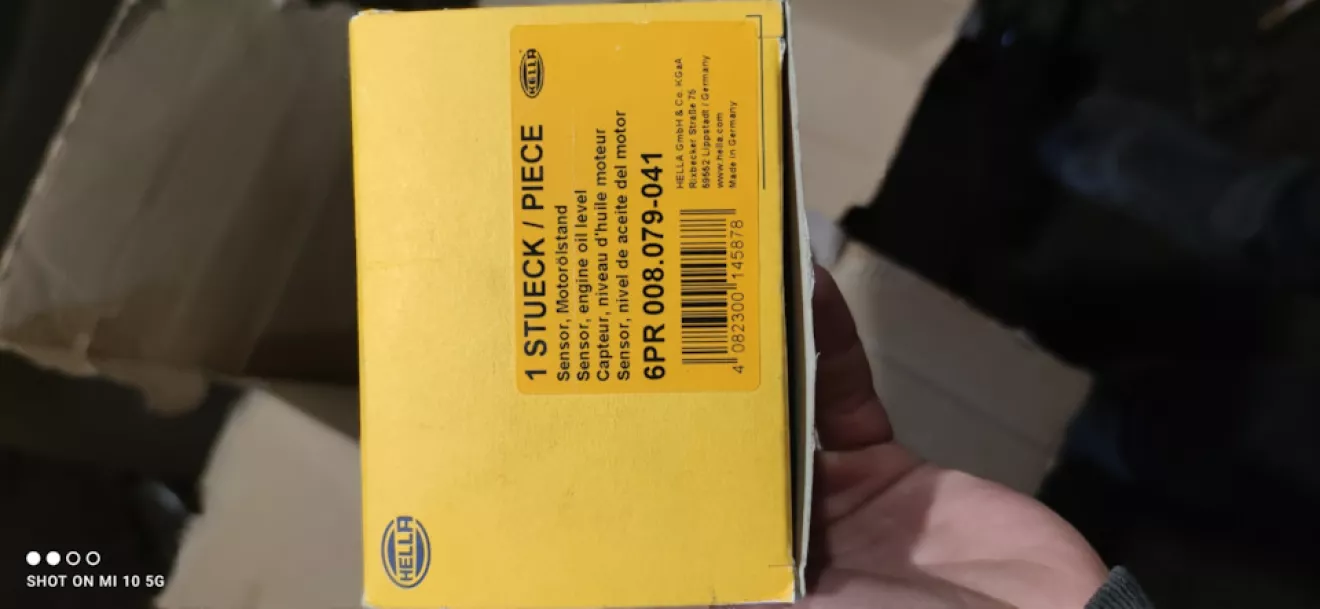 HELLA
1 STUECK / PIECE
Sensor, Motorölstand
Sensor, engine oil level
Capteur, niveau d'huile moteur
Sensor, nivel de aceite del motor
6PR 008.079-041
4 082300 145878
HELLA GmbH & Co. KGaA
Rixbecker Straße 75
59552 Lippstadt / Germany
www.hella.com
Made in Germany
HELLA
SHOT ON MI 10 5G